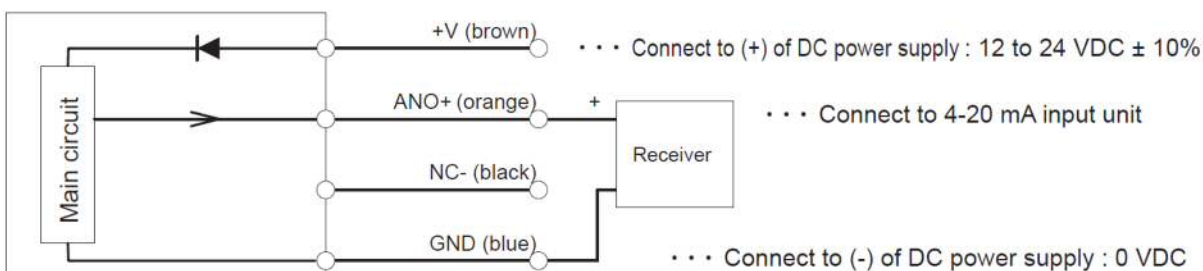 +V (brown)
･･･ Connect to (+) of DC power supply : 12 to 24 VDC ± 10%
Main circuit
ANO+ (orange)
+
･･･ Connect to 4-20 mA input unit
Receiver
NC- (black)
GND (blue)
･･･ Connect to (-) of DC power supply : 0 VDC